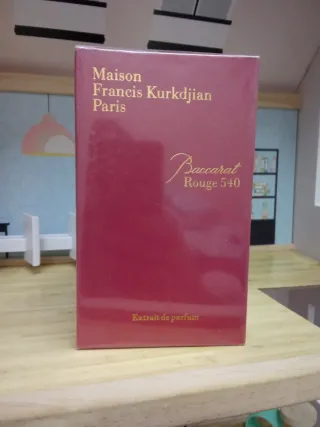 Maison
Francis Kurkdjian
Paris
Baccarat
Rouge 540
Extrait de parfum